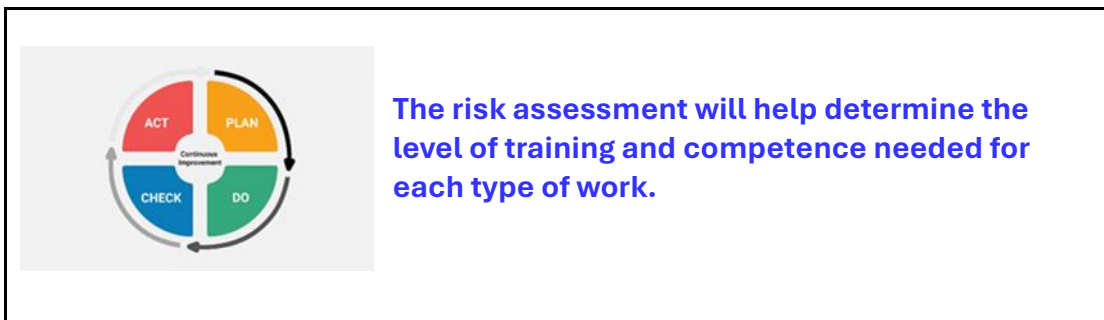 ACT
PLAN
Continuous
Improvement
CHECK
DO
The risk assessment will help determine the
level of training and competence needed for
each type of work.